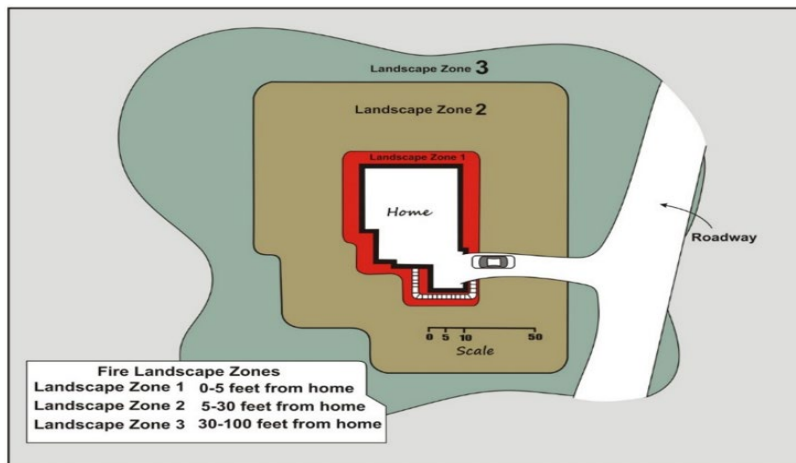 Landscape Zone 3
Landscape Zone 2
Landscape Zone 1
Home
Roadway
0 5 10 50
Scale
Fire Landscape Zones
Landscape Zone 1 0-5 feet from home
Landscape Zone 2 5-30 feet from home
Landscape Zone 3 30-100 feet from home